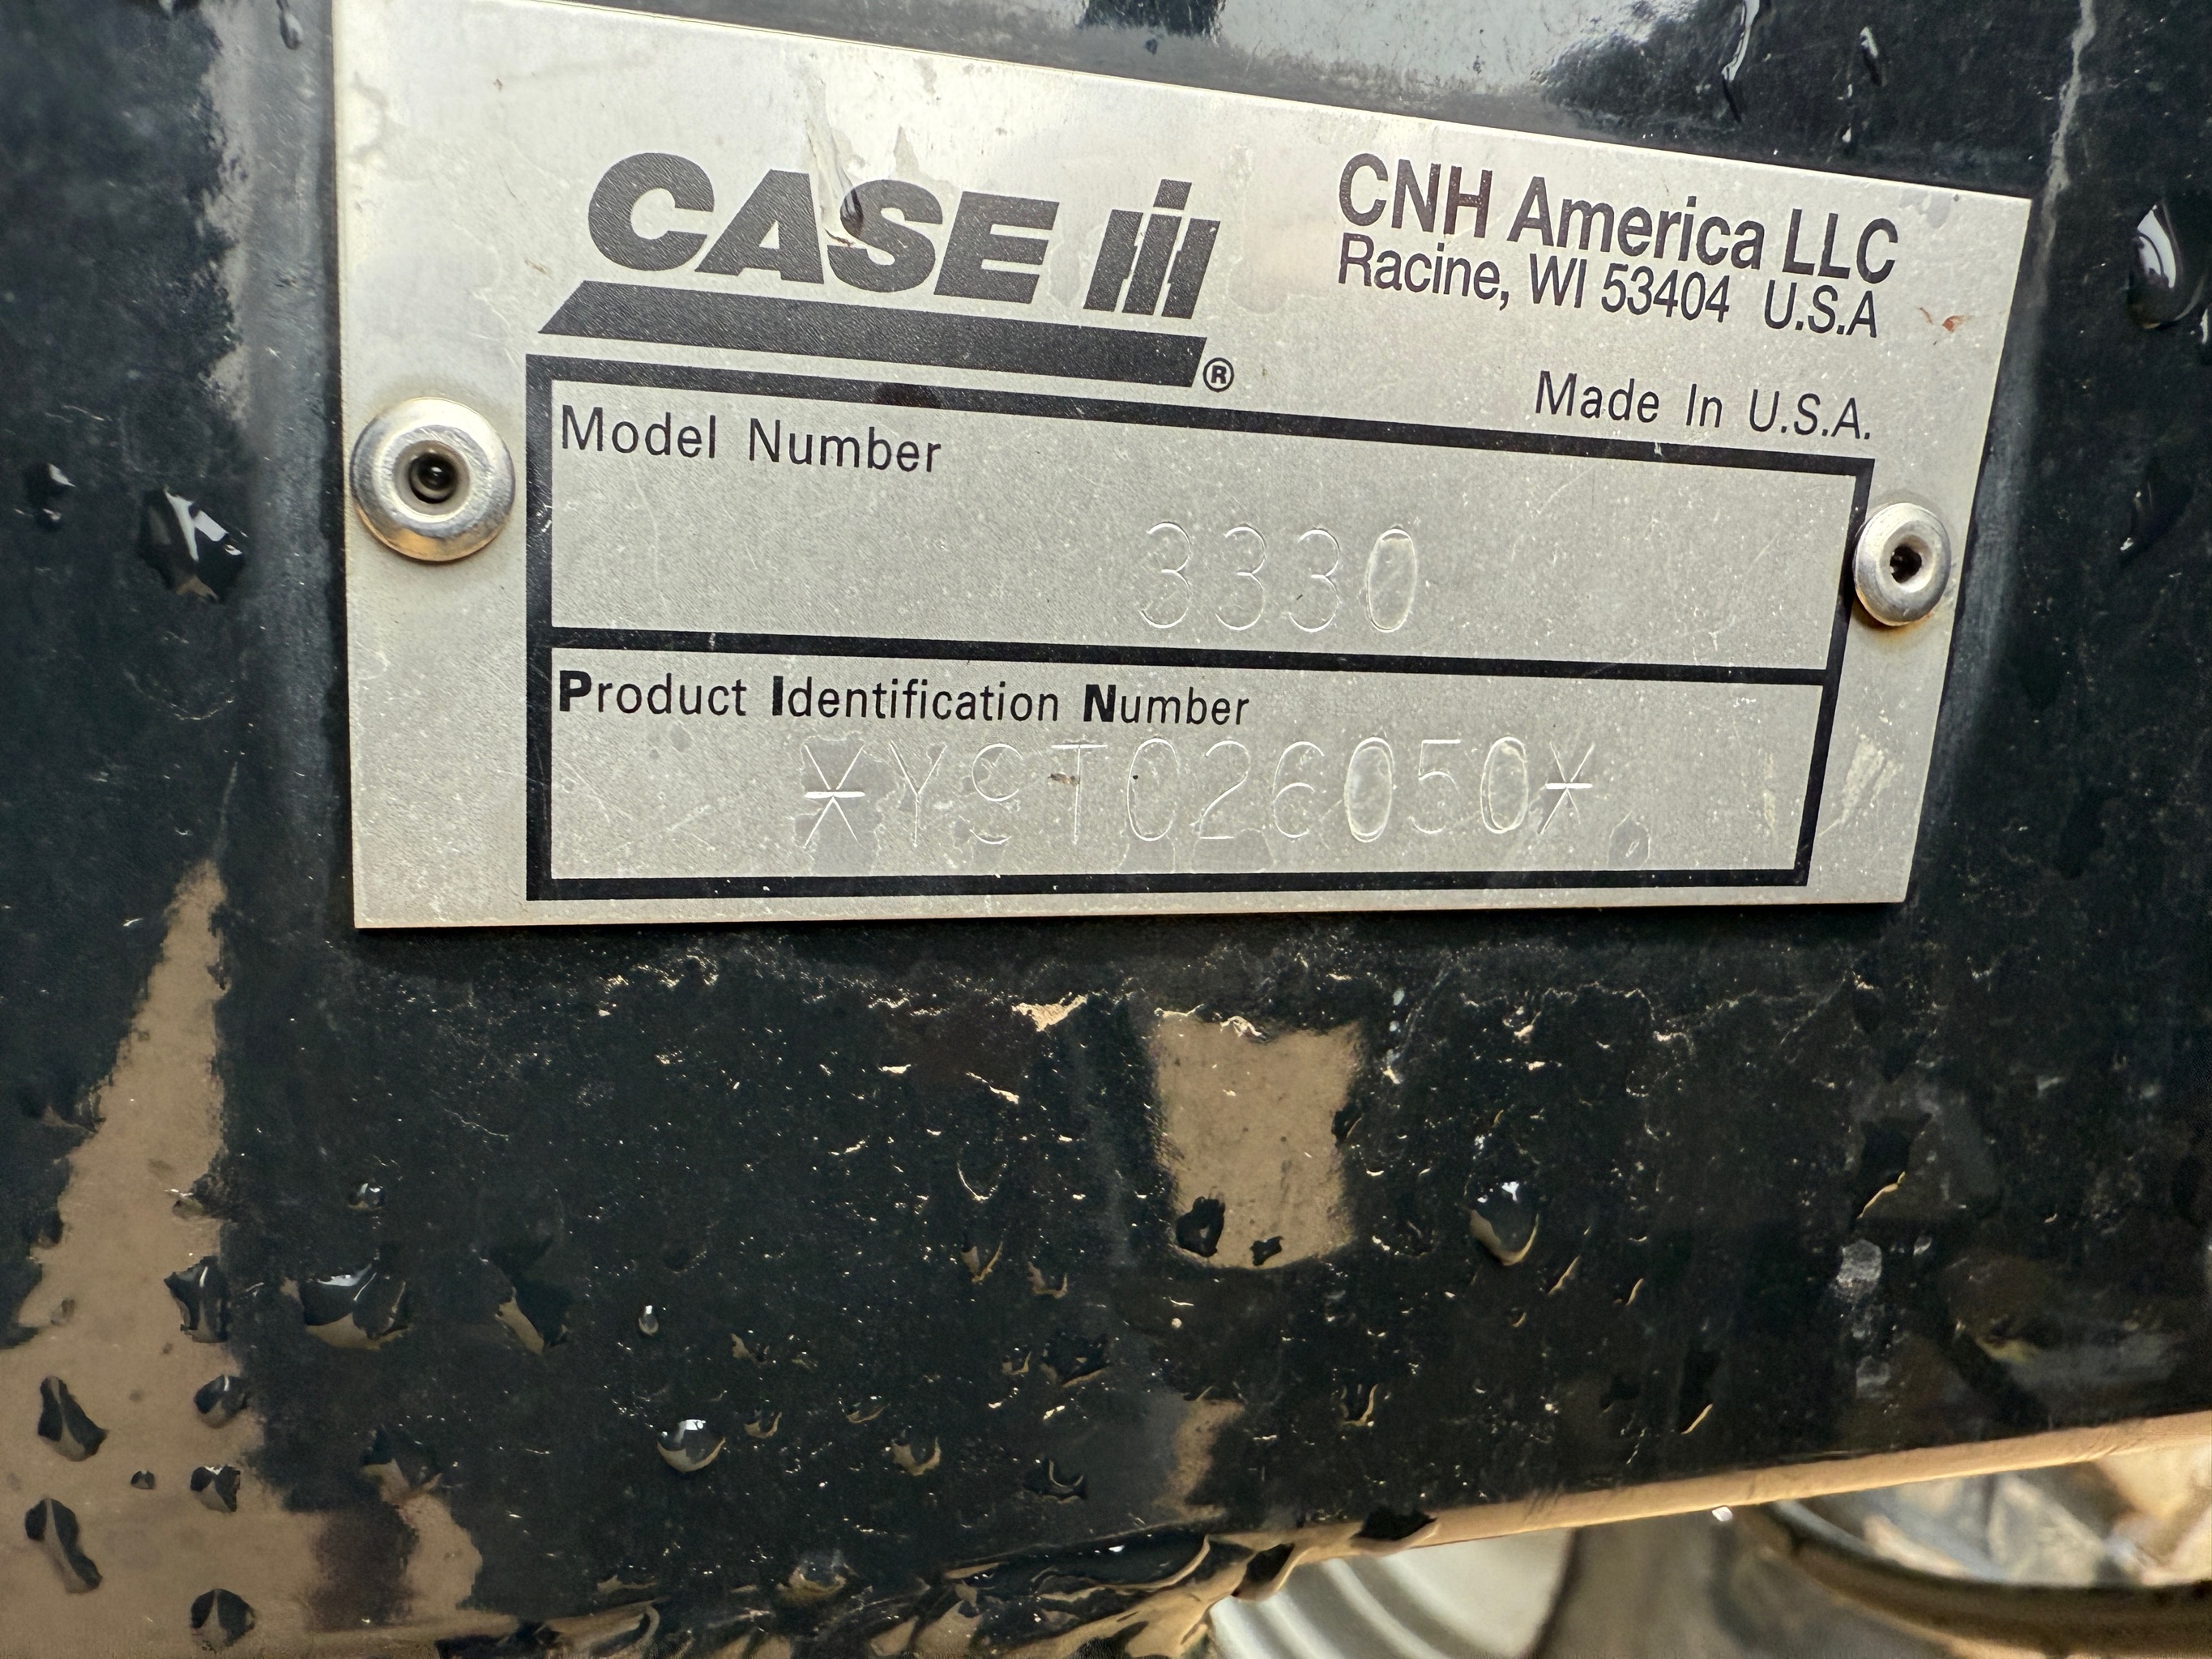 CASE IH ®
CNH America LLC
Racine, WI 53404 U.S.A
Made In U.S.A.
Model Number
3330
Product Identification Number
*Y9T026050*